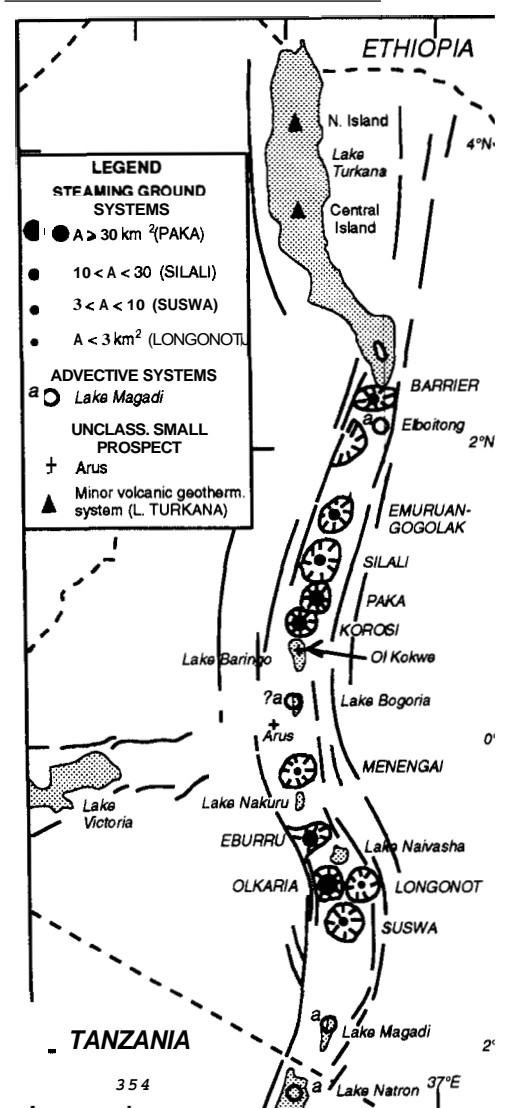 ETHIOPIA
N. Island
4°N
Lake
Turkana
Central
Island
LEGEND
STEAMING GROUND
SYSTEMS
A ⩾ 30 km ²(PAKA)
10 < A < 30 (SILALI)
3 < A < 10 (SUSWA)
A < 3 km² (LONGONOT)
ADVECTIVE SYSTEMS
a Lake Magadi
UNCLASS. SMALL
PROSPECT
Arus
Minor volcanic geotherm.
system (L. TURKANA)
BARRIER
a
Elboitong
2°N
EMURUAN-
GOGOLAK
SILALI
PAKA
KOROSI
Lake Baringo
Ol Kokwe
?a
Lake Bogoria
Arus
0°
MENENGAI
Lake Nakuru
Lake
Victoria
EBURRU
Lake Naivasha
OLKARIA
LONGONOT
SUSWA
a
Lake Magadi
TANZANIA
2°
354
a
Lake Natron
37°E